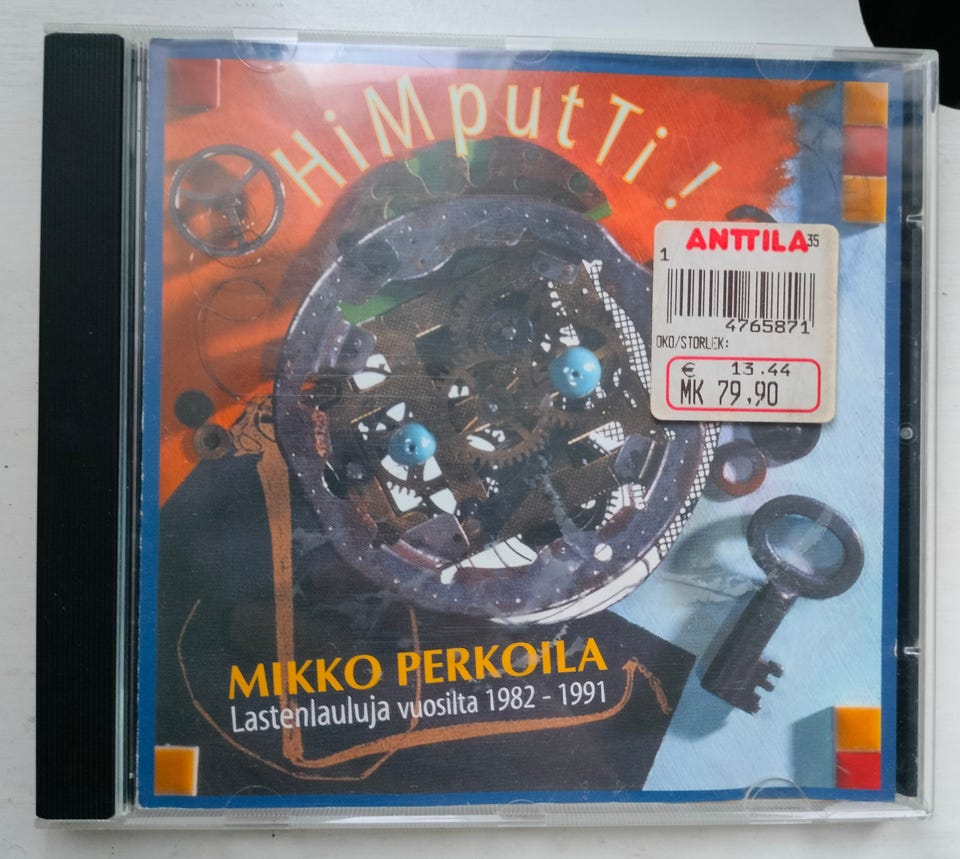 HiMputTi !
ANTTILA 35
1
4765871
OKO/STORLEK:
€ 13.44
MK 79,90
MIKKO PERKOILA
Lastenlauluja vuosilta 1982 - 1991